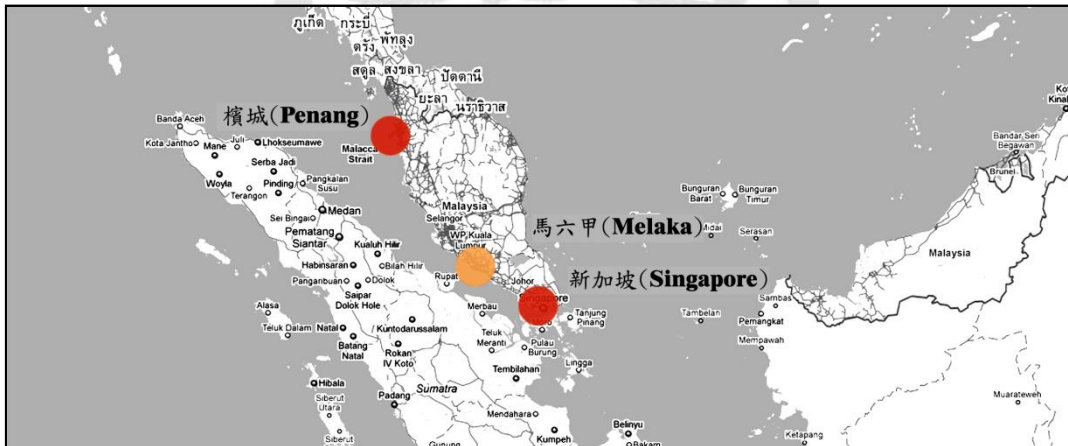 ภูเก็ต
กระบี่
ตรัง
พัทลุง
สตูล
สงขลา
ปัตตานี
ยะลา
นราธิวาส
檳城(Penang)
Malacca
Strait
Banda Aceh
Kota Jantho
Juli
Lhokseumawe
Mane
Serba Jadi
Woyla
Pinding
Pangkalan
Susu
Terangon
Medan
Sei Bingai
Pematang
Siantar
Kualuh Hilir
Habinsaran
Bilah Hilir
Pangaribuan
Dolok
Saipar
Dolok Hole
Alasa
Teluk Dalam
Natal
Batang
Natal
Kuntodarussalam
Rokan
IV Koto
Hibala
Padang
Sumatra
Siberut
Utara
Siberut
Malaysia
Selangor
WP Kuala
Lumpur
Rupat
馬六甲(Melaka)
新加坡(Singapore)
Johor
Singapore
Merbau
Tanjung
Pinang
Teluk
Meranti
Pulau
Burung
Lingga
Tembilahan
Mendahara
Kumpeh
Belinyu
Bakam
Bunguran
Barat
Bunguran
Timur
Midai
Serasan
Tambelan
Sambas
Pemangkat
Mempawah
Bandar Seri
Begawan
Brunei
Malaysia
Muarateweh
Ketapang